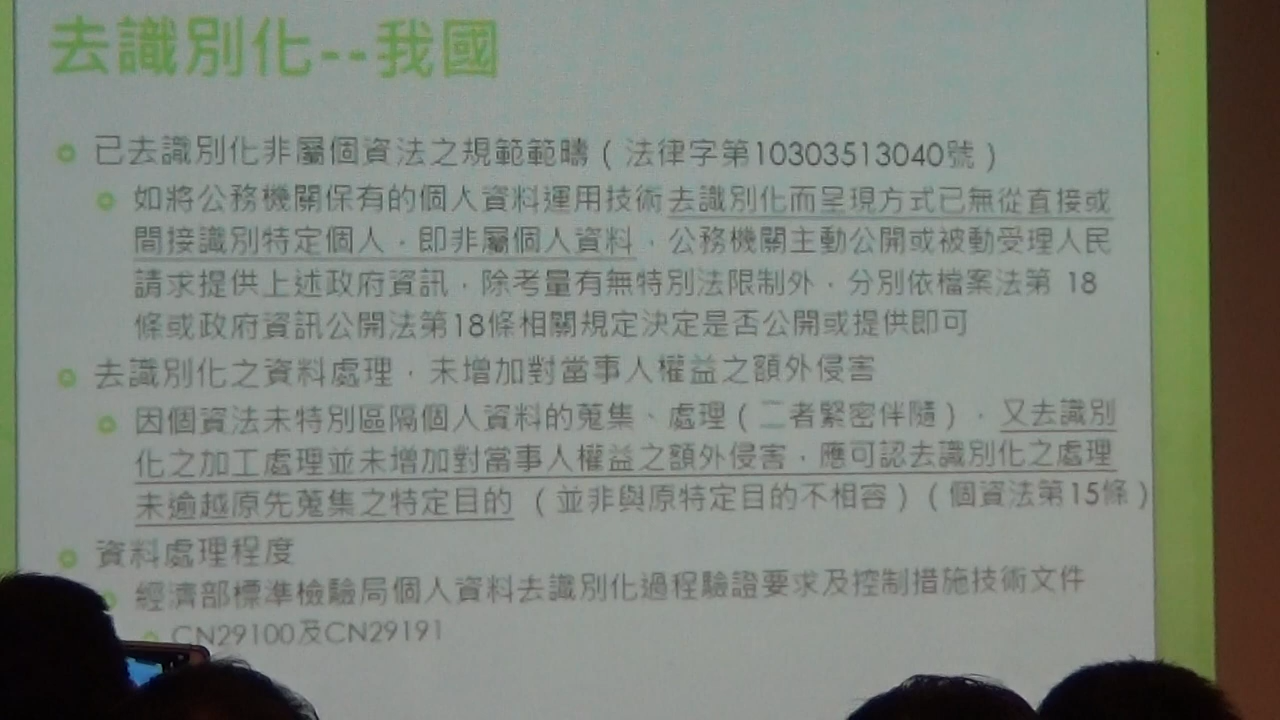 去識別化--我國
已去識別化非屬個資法之規範範疇（法律字第10303513040號）
如將公務機關保有的個人資料運用技術去識別化而呈現方式已無從直接或
間接識別特定個人，即非屬個人資料，公務機關主動公開或被動受理人民
請求提供上述政府資訊，除考量有無特別法限制外，分別依檔案法第 18
條或政府資訊公開法第18條相關規定決定是否公開或提供即可
去識別化之資料處理，未增加對當事人權益之額外侵害
因個資法未特別區隔個人資料的蒐集、處理（二者緊密伴隨），又去識別
化之加工處理並未增加對當事人權益之額外侵害，應可認去識別化之處理
未逾越原先蒐集之特定目的（並非與原特定目的不相容）（個資法第15條）
資料處理程度
經濟部標準檢驗局個人資料去識別化過程驗證要求及控制措施技術文件
CN29100及CN29191